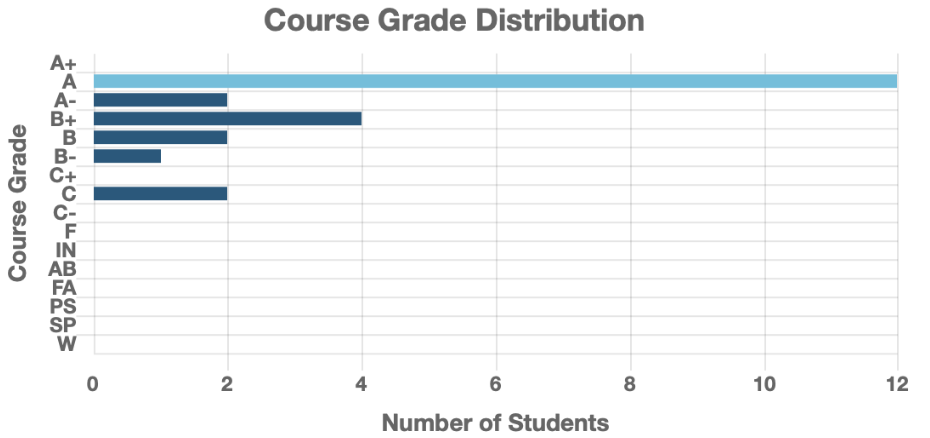 Course Grade Distribution
Course Grade
A+
A
A-
B+
B
B-
C+
C
C-
F
IN
AB
FA
PS
SP
W
0 2 4 6 8 10 12
Number of Students